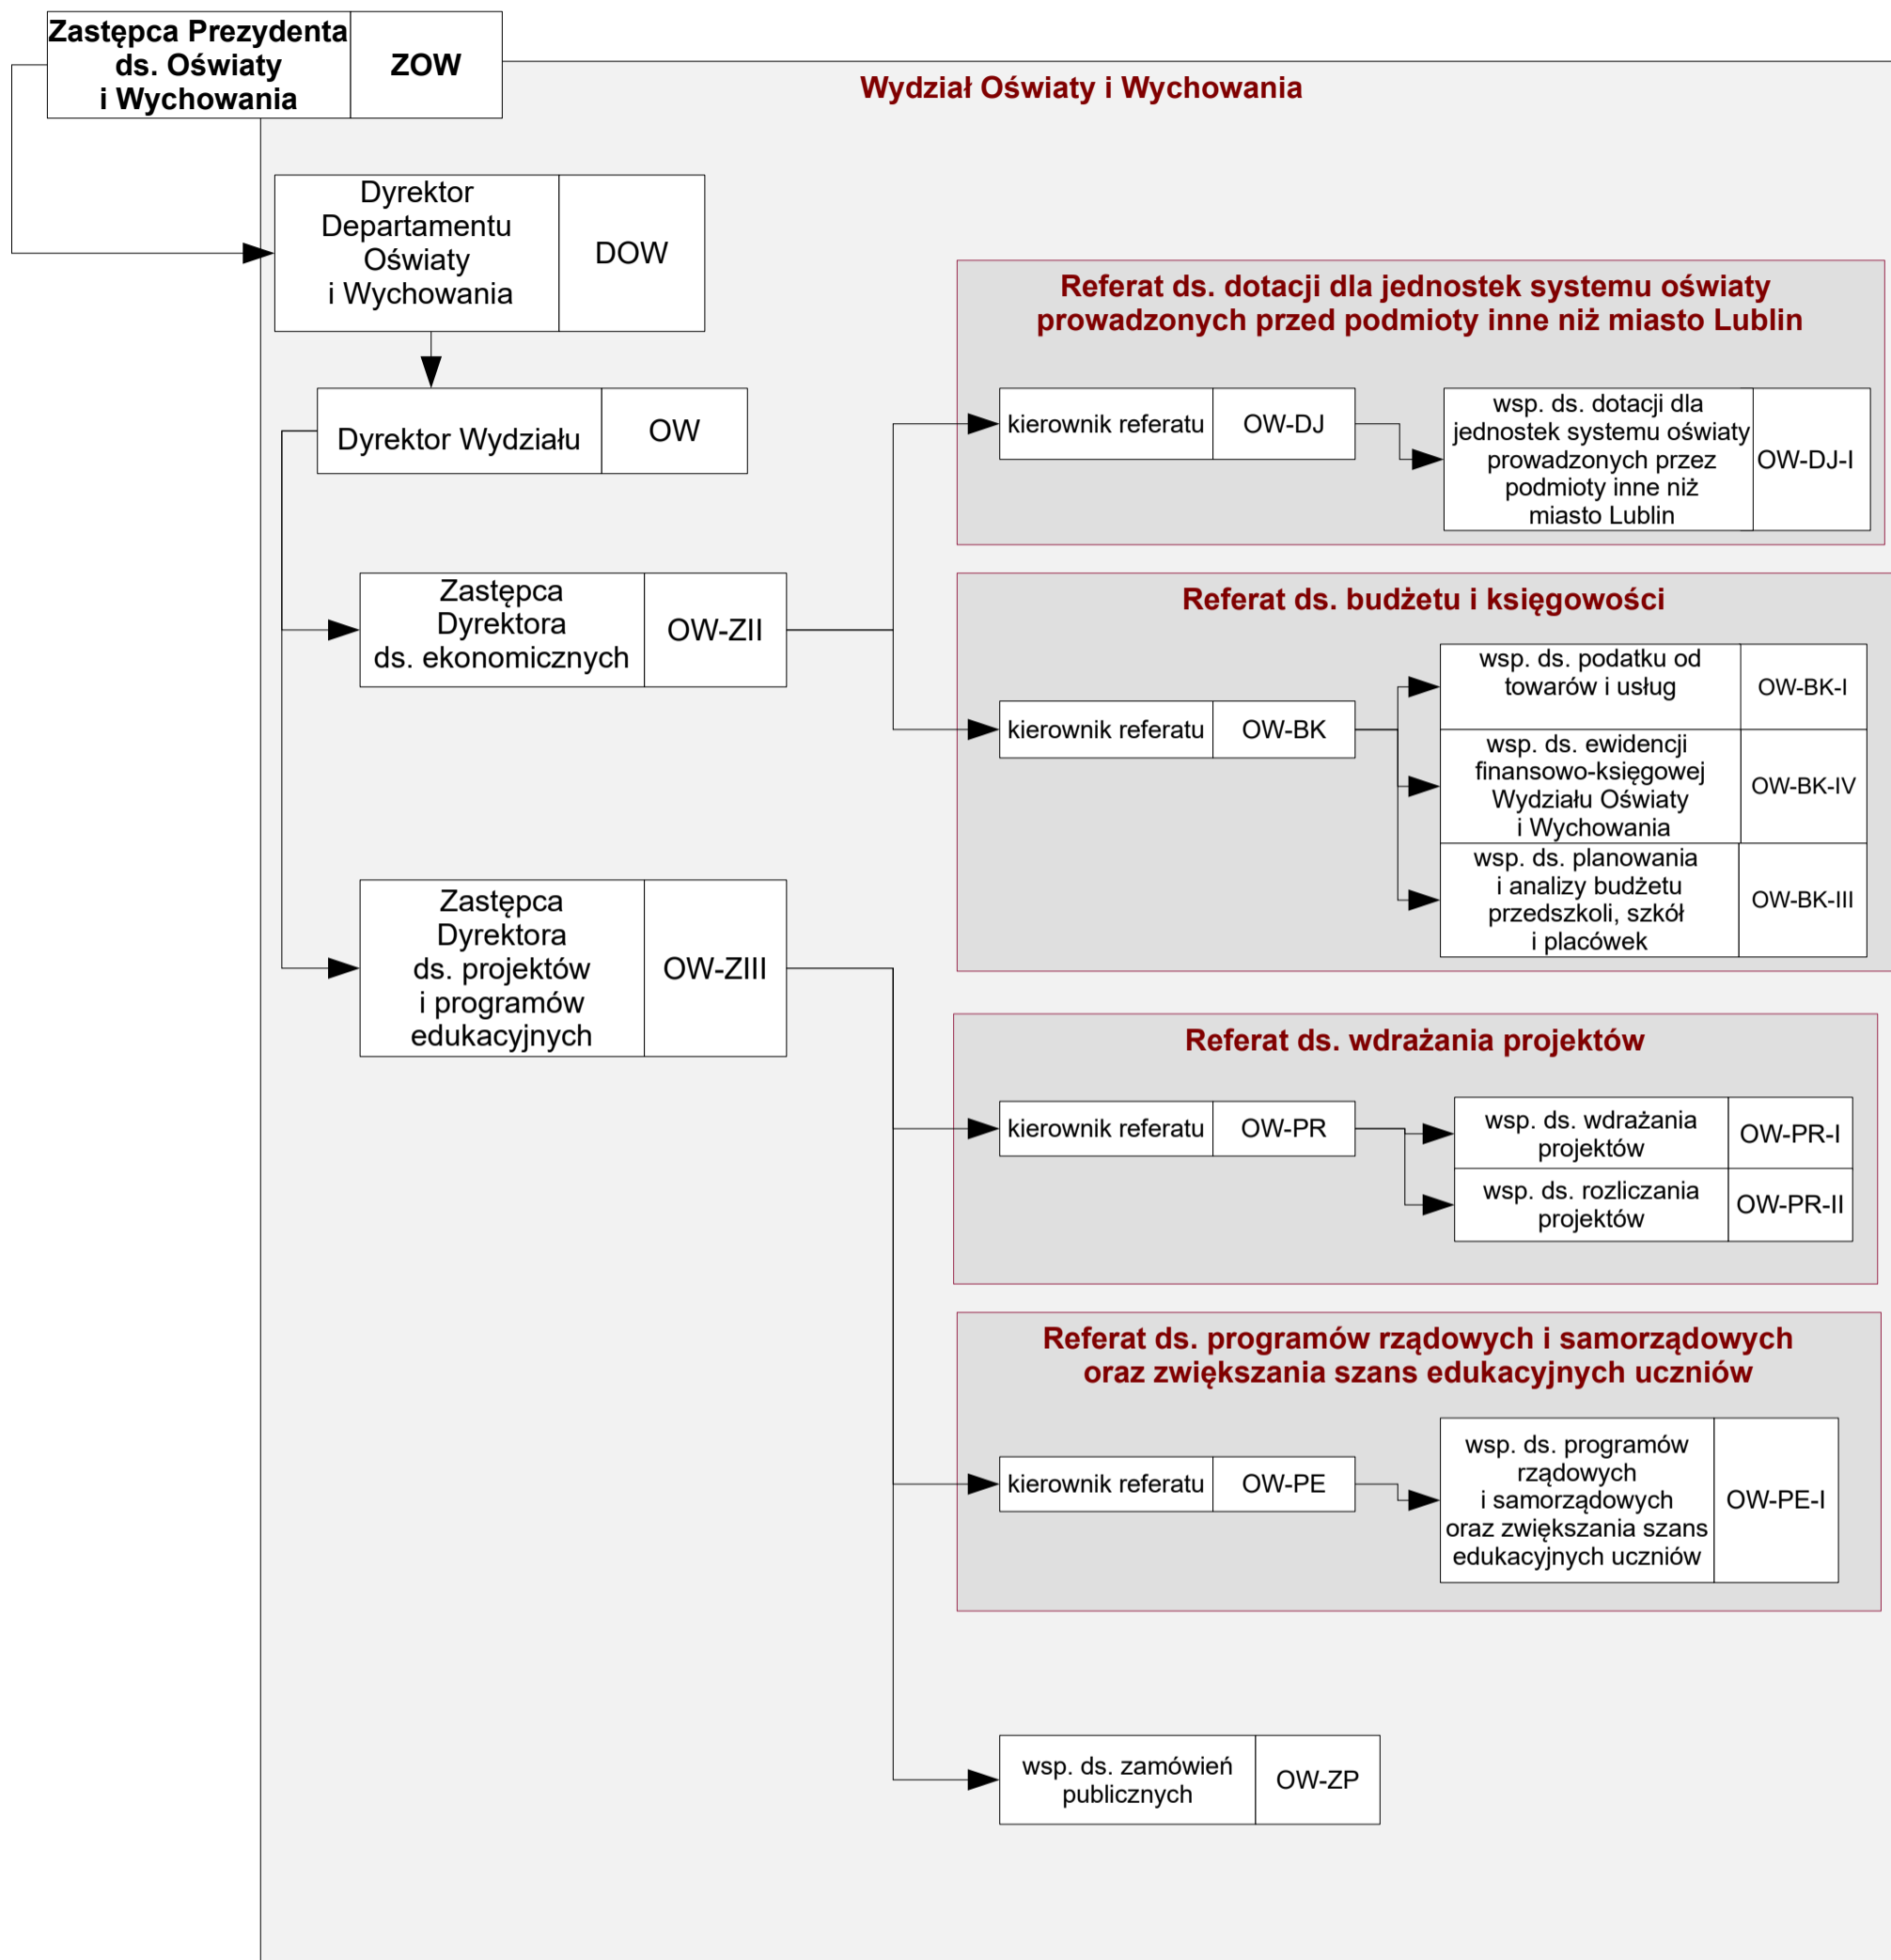 Zastępca Prezydenta
ds. Oświaty
i Wychowania
ZOW
Wydział Oświaty i Wychowania
Dyrektor
Departamentu
Oświaty
i Wychowania
DOW
Dyrektor Wydziału
OW
Referat ds. dotacji dla jednostek systemu oświaty
prowadzonych przed podmioty inne niż miasto Lublin
kierownik referatu
OW-DJ
wsp. ds. dotacji dla
jednostek systemu oświaty
prowadzonych przez
podmioty inne niż
miasto Lublin
OW-DJ-I
Zastępca
Dyrektora
ds. ekonomicznych
OW-ZII
Referat ds. budżetu i księgowości
kierownik referatu
OW-BK
wsp. ds. podatku od
towarów i usług
OW-BK-I
wsp. ds. ewidencji
finansowo-księgowej
Wydziału Oświaty
i Wychowania
OW-BK-IV
wsp. ds. planowania
i analizy budżetu
przedszkoli, szkół
i placówek
OW-BK-III
Zastępca
Dyrektora
ds. projektów
i programów
edukacyjnych
OW-ZIII
Referat ds. wdrażania projektów
kierownik referatu
OW-PR
wsp. ds. wdrażania
projektów
OW-PR-I
wsp. ds. rozliczania
projektów
OW-PR-II
Referat ds. programów rządowych i samorządowych
oraz zwiększania szans edukacyjnych uczniów
kierownik referatu
OW-PE
wsp. ds. programów
rządowych
i samorządowych
oraz zwiększania szans
edukacyjnych uczniów
OW-PE-I
wsp. ds. zamówień
publicznych
OW-ZP